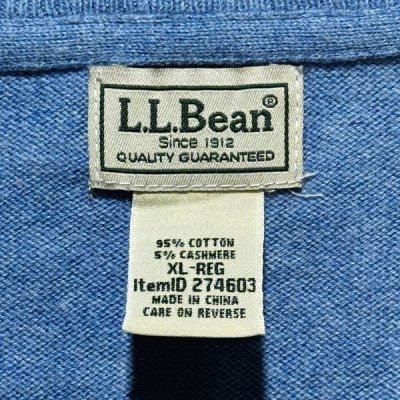 L.L.Bean®
Since 1912
QUALITY GUARANTEED
95% COTTON
5% CASHMERE
XL-REG
ItemID 274603
MADE IN CHINA
CARE ON REVERSE